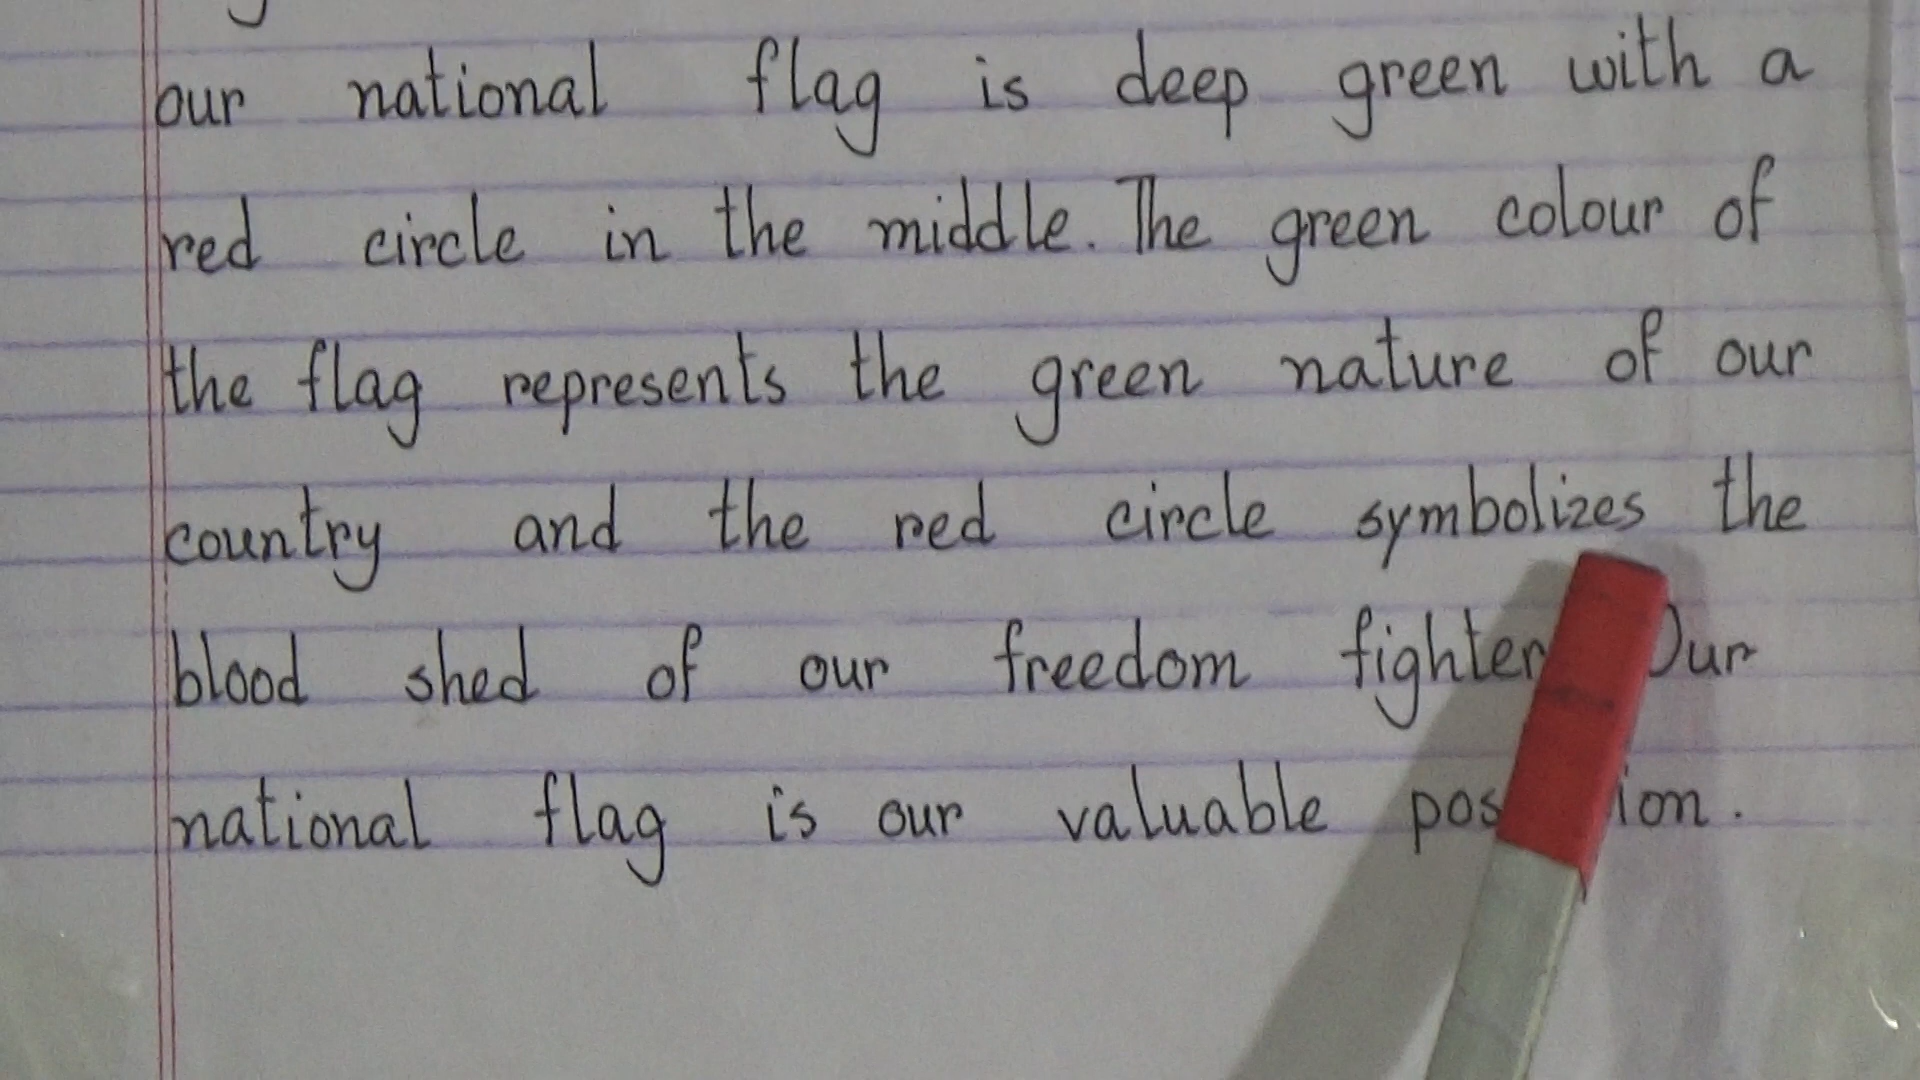 our national flag is deep green with a
red circle in the middle. The green colour of
the flag represents the green nature of our
country and the red circle symbolizes the
blood shed of our freedom Our
national flag is our valuable